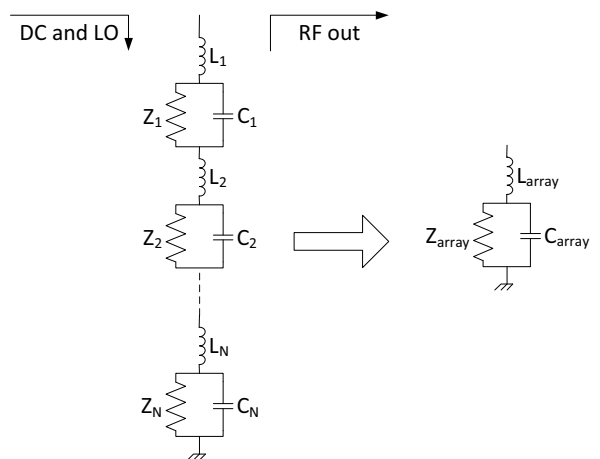 DC and LO
RF out
L1
Z1 C1
L2
Z2 C2
Larray
Zarray Carray
LN
ZN CN